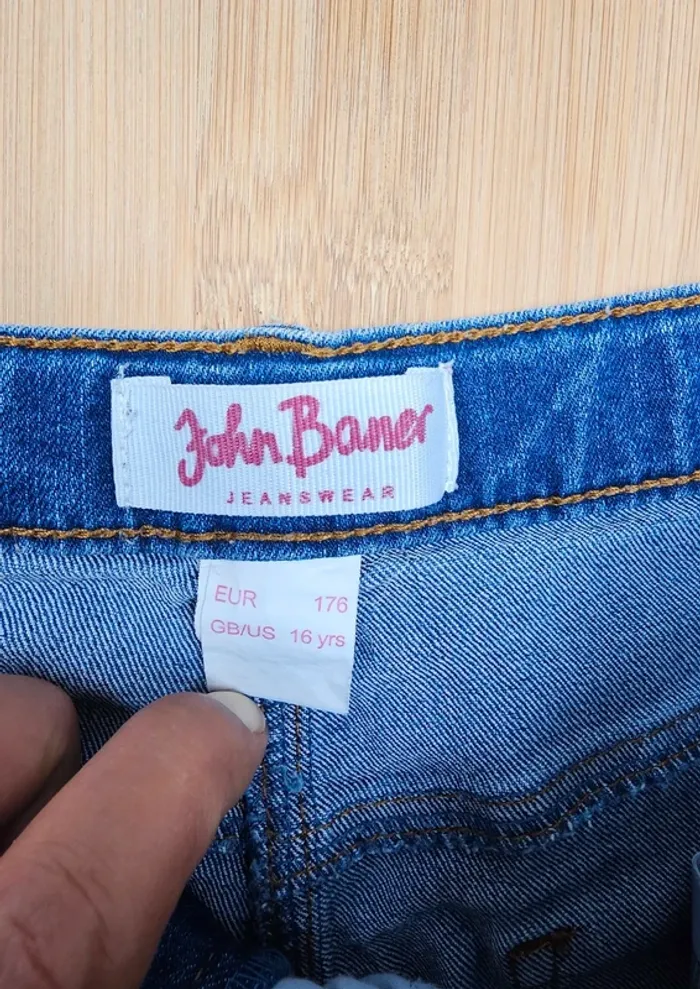 John Baner
JEANSWEAR
EUR 176
GB/US 16 yrs